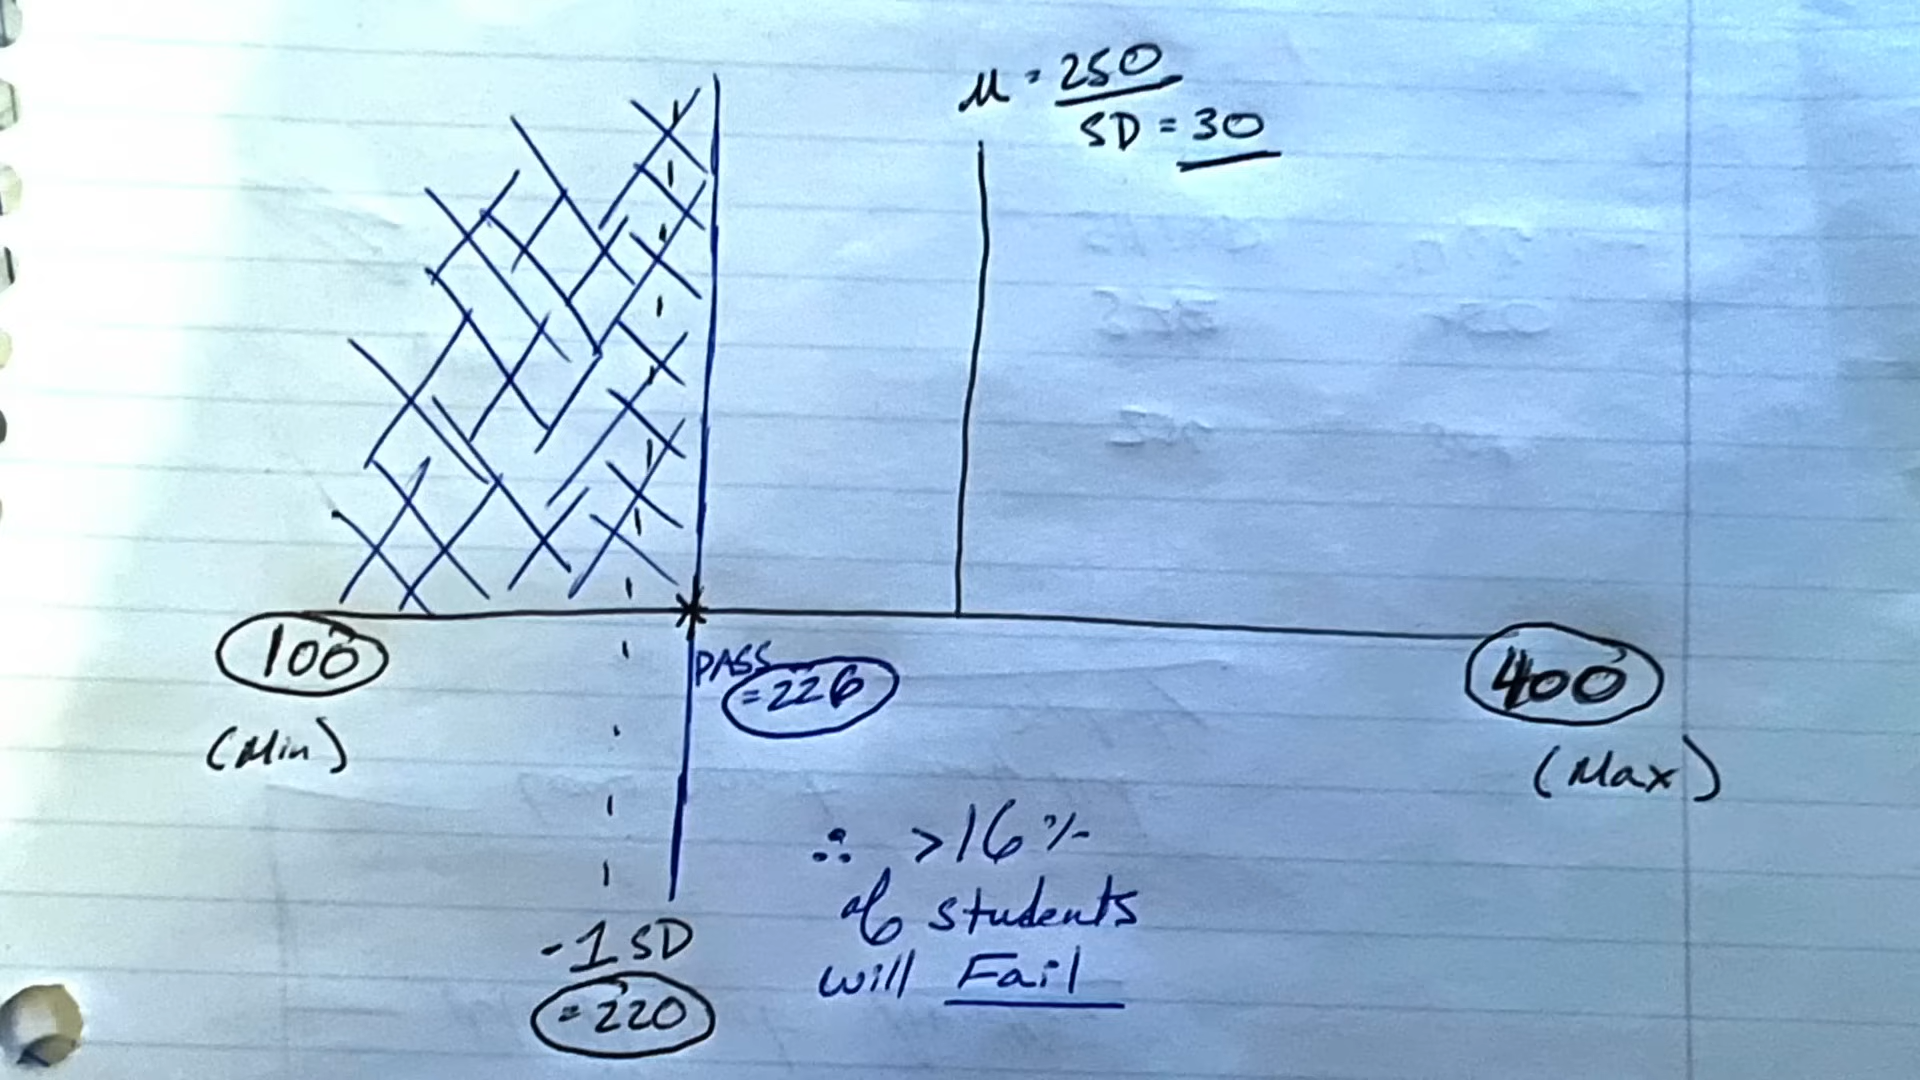 μ = 250
SD = 30
100
(Min)
PASS
= 226
400
(Max)
∴ >16%
of students
will Fail
-1 SD
= 220